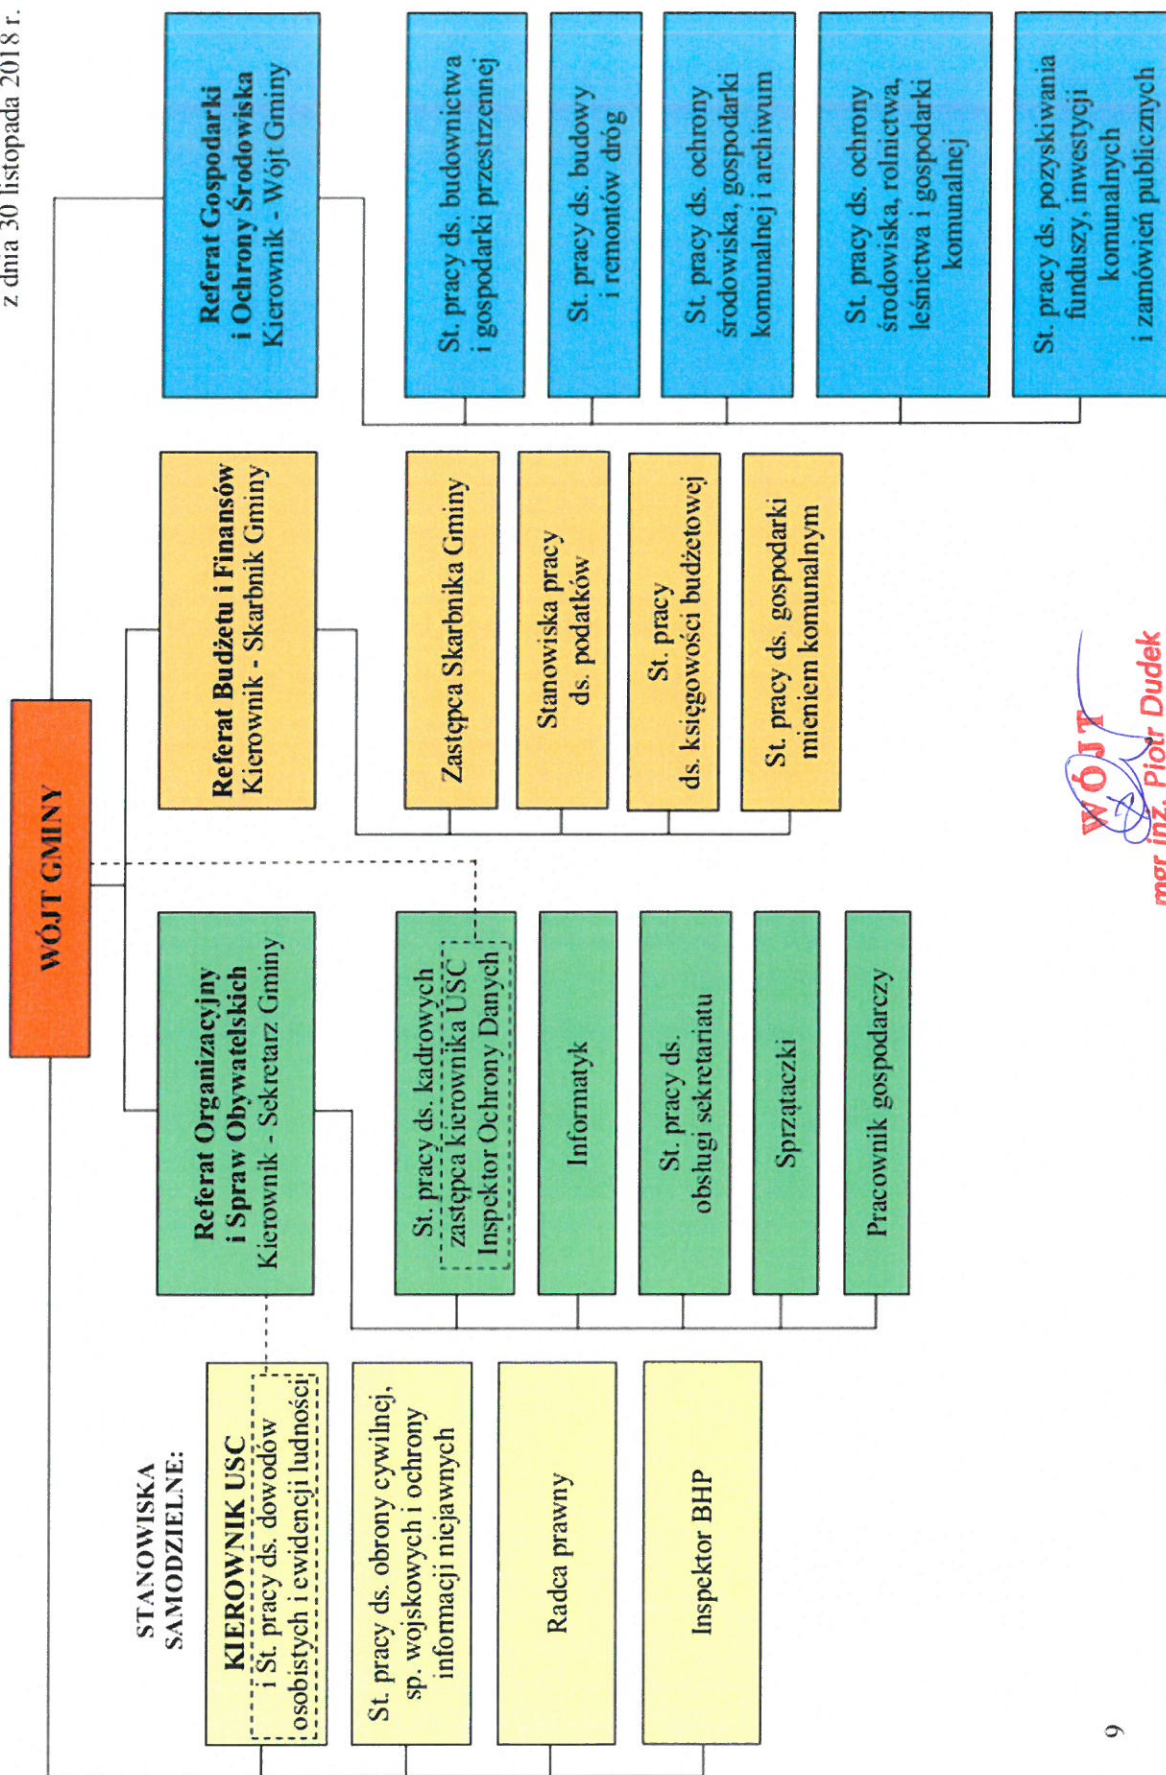 z dnia 30 listopada 2018 r.
WÓJT GMINY
STANOWISKA
SAMODZIELNE:
KIEROWNIK USC
i St. pracy ds. dowodów
osobistych i ewidencji ludności
St. pracy ds. obrony cywilnej,
sp. wojskowych i ochrony
informacji niejawnych
Radca prawny
Inspektor BHP
Referat Organizacyjny
i Spraw Obywatelskich
Kierownik - Sekretarz Gminy
St. pracy ds. kadrowych
zastępca kierownika USC
Inspektor Ochrony Danych
Informatyk
St. pracy ds.
obsługi sekretariatu
Sprzątaczki
Pracownik gospodarczy
Referat Budżetu i Finansów
Kierownik - Skarbnik Gminy
Zastępca Skarbnika Gminy
Stanowiska pracy
ds. podatków
St. pracy
ds. księgowości budżetowej
St. pracy ds. gospodarki
mieniem komunalnym
Referat Gospodarki
i Ochrony Środowiska
Kierownik - Wójt Gminy
St. pracy ds. budownictwa
i gospodarki przestrzennej
St. pracy ds. budowy
i remontów dróg
St. pracy ds. ochrony
środowiska, gospodarki
komunalnej i archiwum
St. pracy ds. ochrony
środowiska, rolnictwa,
leśnictwa i gospodarki
komunalnej
St. pracy ds. pozyskiwania
funduszy, inwestycji
komunalnych
i zamówień publicznych
WÓJT
mgr inż. Piotr Dudek
9